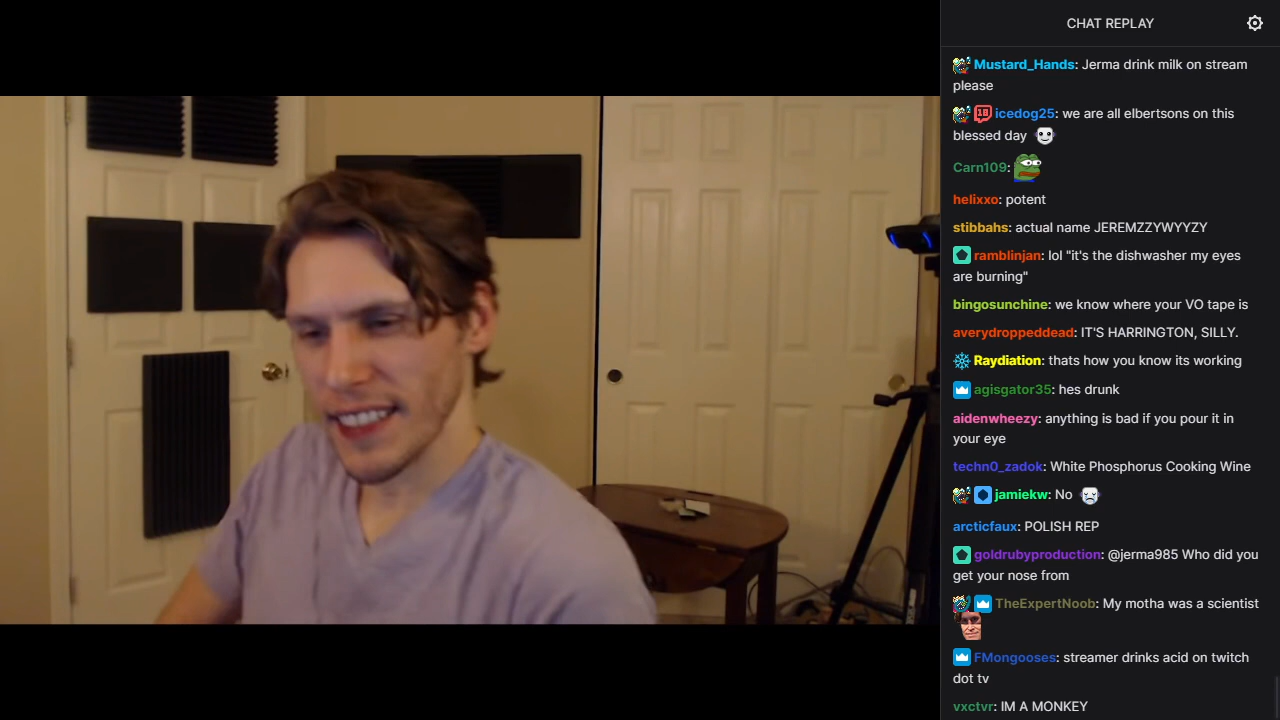 CHAT REPLAY
Mustard_Hands: Jerma drink milk on stream
please
icedog25: we are all elbertsons on this
blessed day
Carn109:
helixxo: potent
stibbahs: actual name JEREMZZYWYYZY
ramblinjan: lol "it's the dishwasher my eyes
are burning"
bingosunchine: we know where your VO tape is
averydroppeddead: IT'S HARRINGTON, SILLY.
Raydiation: thats how you know its working
agisgator35: hes drunk
aidenwheezy: anything is bad if you pour it in
your eye
techn0_zadok: White Phosphorus Cooking Wine
jamiekw: No
arcticfaux: POLISH REP
goldrubyproduction: @jerma985 Who did you
get your nose from
TheExpertNoob: My motha was a scientist
FMongooses: streamer drinks acid on twitch
dot tv
vxctvr: IM A MONKEY